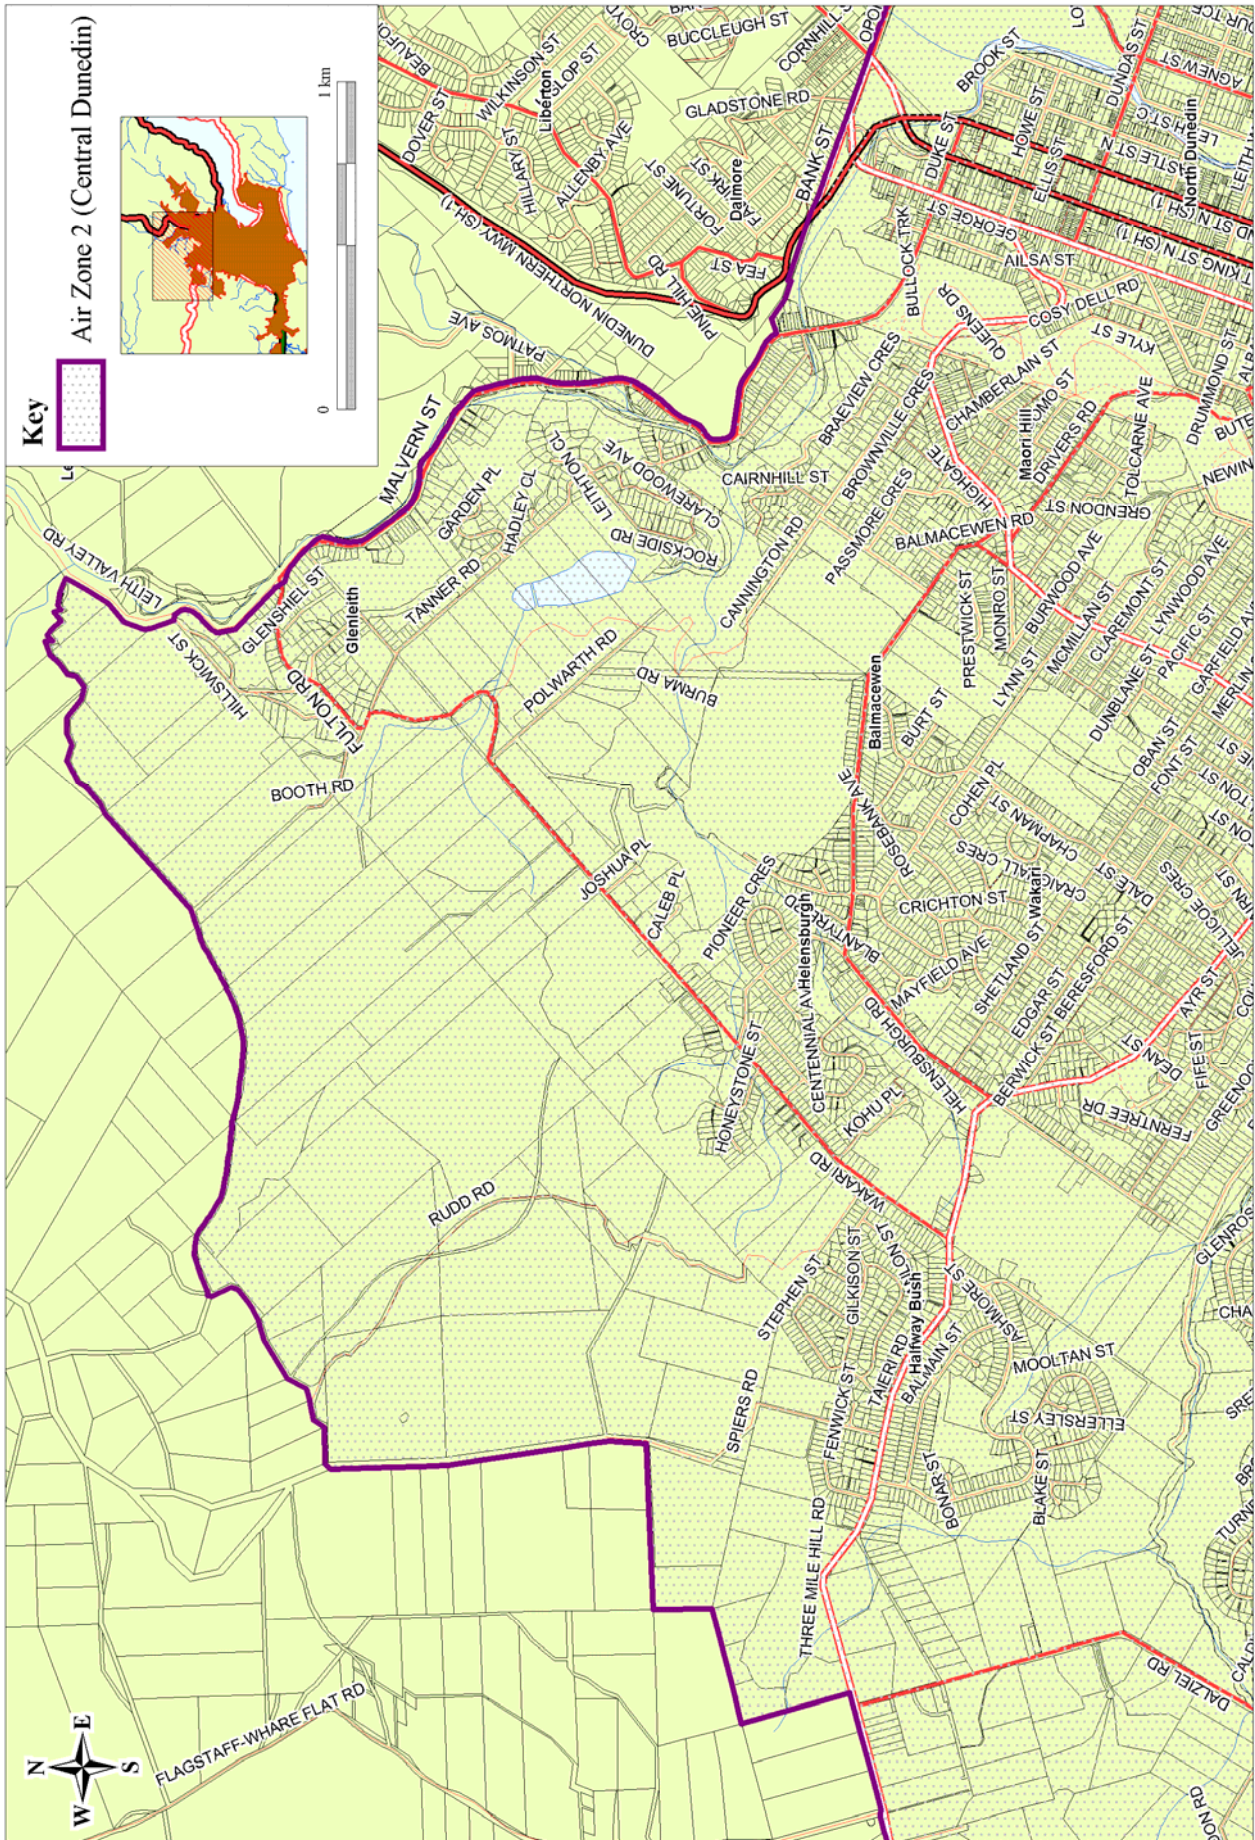 Key
Air Zone 2 (Central Dunedin)
0
1 km
N
W
E
S
FLAGSTAFF-WHARE FLAT RD
LEITH VALLEY RD
MALVERN ST
PATMOS AVE
DUNEDIN NORTHERN MWY (SH 1)
DOVER ST
WILKINSON ST
Liberton
HILLARY ST
ALLENBY AVE
BUCCLEUGH ST
GLADSTONE RD
FORTUNE ST
Dalmore
PINE HILL RD
FEA ST
BANK ST
BROOK ST
DUKE ST
HOWE ST
ELLIS ST
DUNDAS ST
AGNEW ST
North Dunedin
GEORGE ST
BULLOCK TRK
AILSA ST
COSY DELL RD
QUEENS DR
KYLE ST
CHAMBERLAIN ST
Maori Hill
DRIVERS RD
TOLCARNE AVE
DRUMMOND ST
HIGHGATE
GRENDON ST
BRAEVIEW CRES
BROWNVILLE CRES
PASSMORE CRES
BALMACEWEN RD
CAIRNHILL ST
CANNINGTON RD
CLAREWOOD AVE
LEITHTON CL
ROCKSIDE RD
GARDEN PL
HADLEY CL
TANNER RD
Glenleith
GLENSHIEL ST
HILLSWICK ST
FULTON RD
BOOTH RD
POLWARTH RD
BURMA RD
JOSHUA PL
CALEB PL
PIONEER CRES
HONEYSTONE ST
Helensburgh
BLANTYRE RD
KOHU PL
HELENSBURGH RD
WAKARI RD
RUDD RD
Balmacewen
BURT ST
ROSEBANK AVE
COHEN PL
CHAPMAN ST
CRICHTON ST
Wakari
MAYFIELD AVE
SHETLAND ST
EDGAR ST
BERESFORD ST
BERWICK ST
DALE ST
JELLICOE CRES
AYR ST
DEAN ST
FIFE ST
FERNTREE DR
PRESTWICK ST
MONRO ST
LYNN ST
BURWOOD AVE
MCMILLAN ST
CLAREMONT ST
LYNWOOD AVE
DUNBLANE ST
PACIFIC ST
OBAN ST
FONT ST
STEPHEN ST
GILKISON ST
Halfway Bush
TAIERI RD
BALMAIN ST
ASHMORE ST
MOOLTAN ST
ELLERSLEY ST
BLAKE ST
BONAR ST
FENWICK ST
SPIERS RD
THREE MILE HILL RD
DALZIEL RD